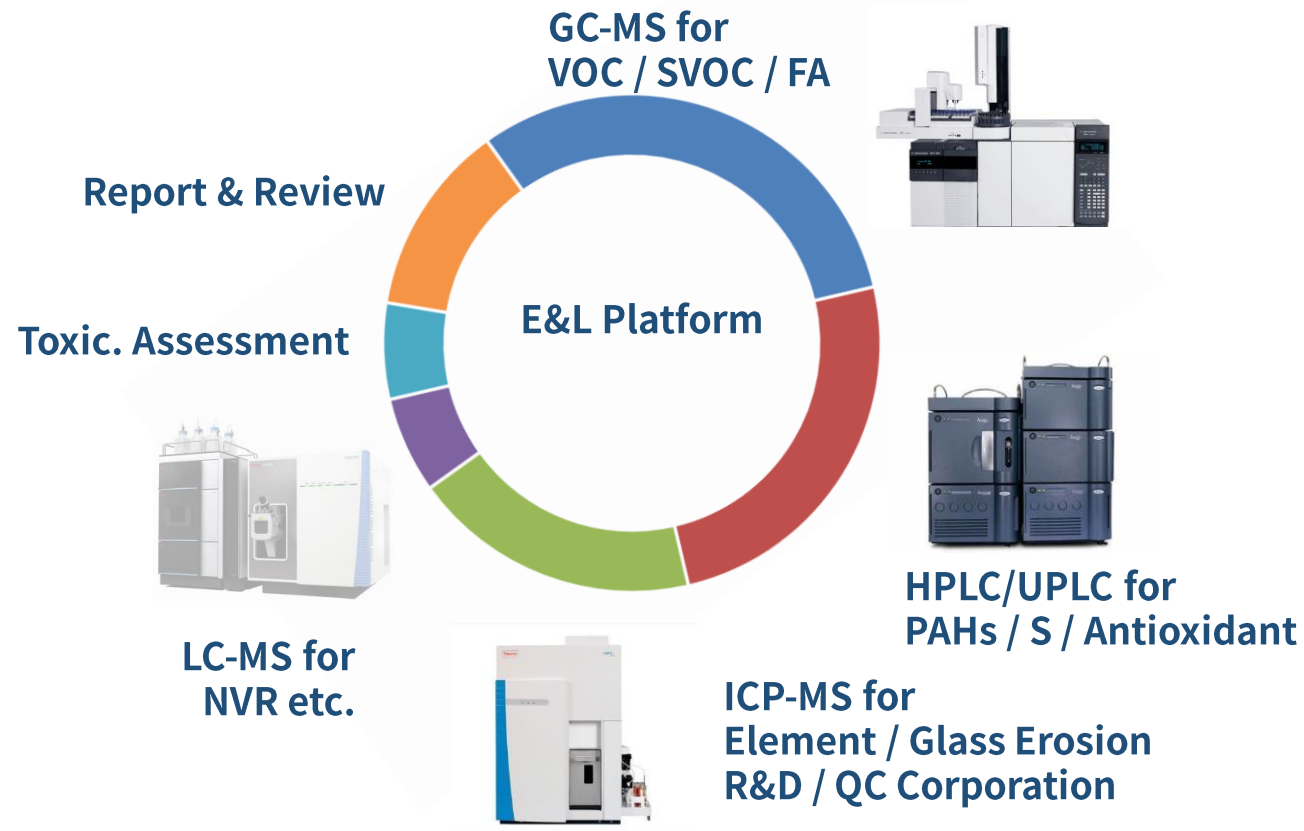 GC-MS for
VOC / SVOC / FA
Report & Review
E&L Platform
Toxic. Assessment
HPLC/UPLC for
PAHs / S / Antioxidant
LC-MS for
NVR etc.
ICP-MS for
Element / Glass Erosion
R&D / QC Corporation